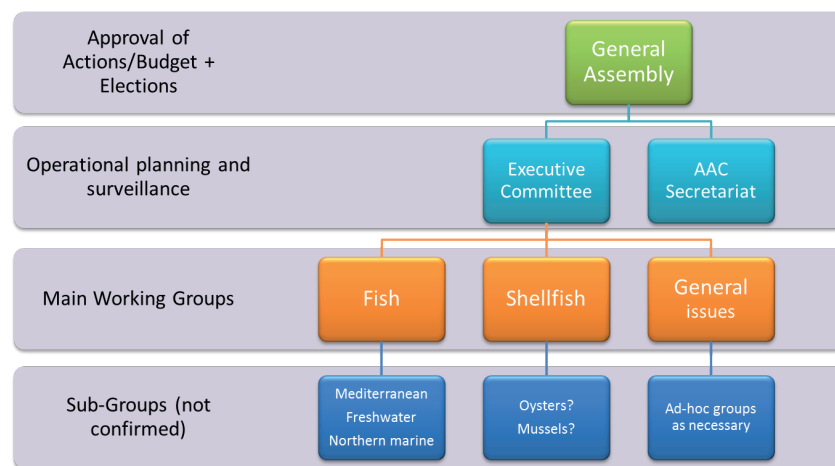 Approval of
Actions/Budget +
Elections
General
Assembly
Operational planning and
surveillance
Executive
Committee
AAC
Secretariat
Main Working Groups
Fish
Shellfish
General
issues
Sub-Groups (not
confirmed)
Mediterranean
Freshwater
Northern marine
Oysters?
Mussels?
Ad-hoc groups
as necessary